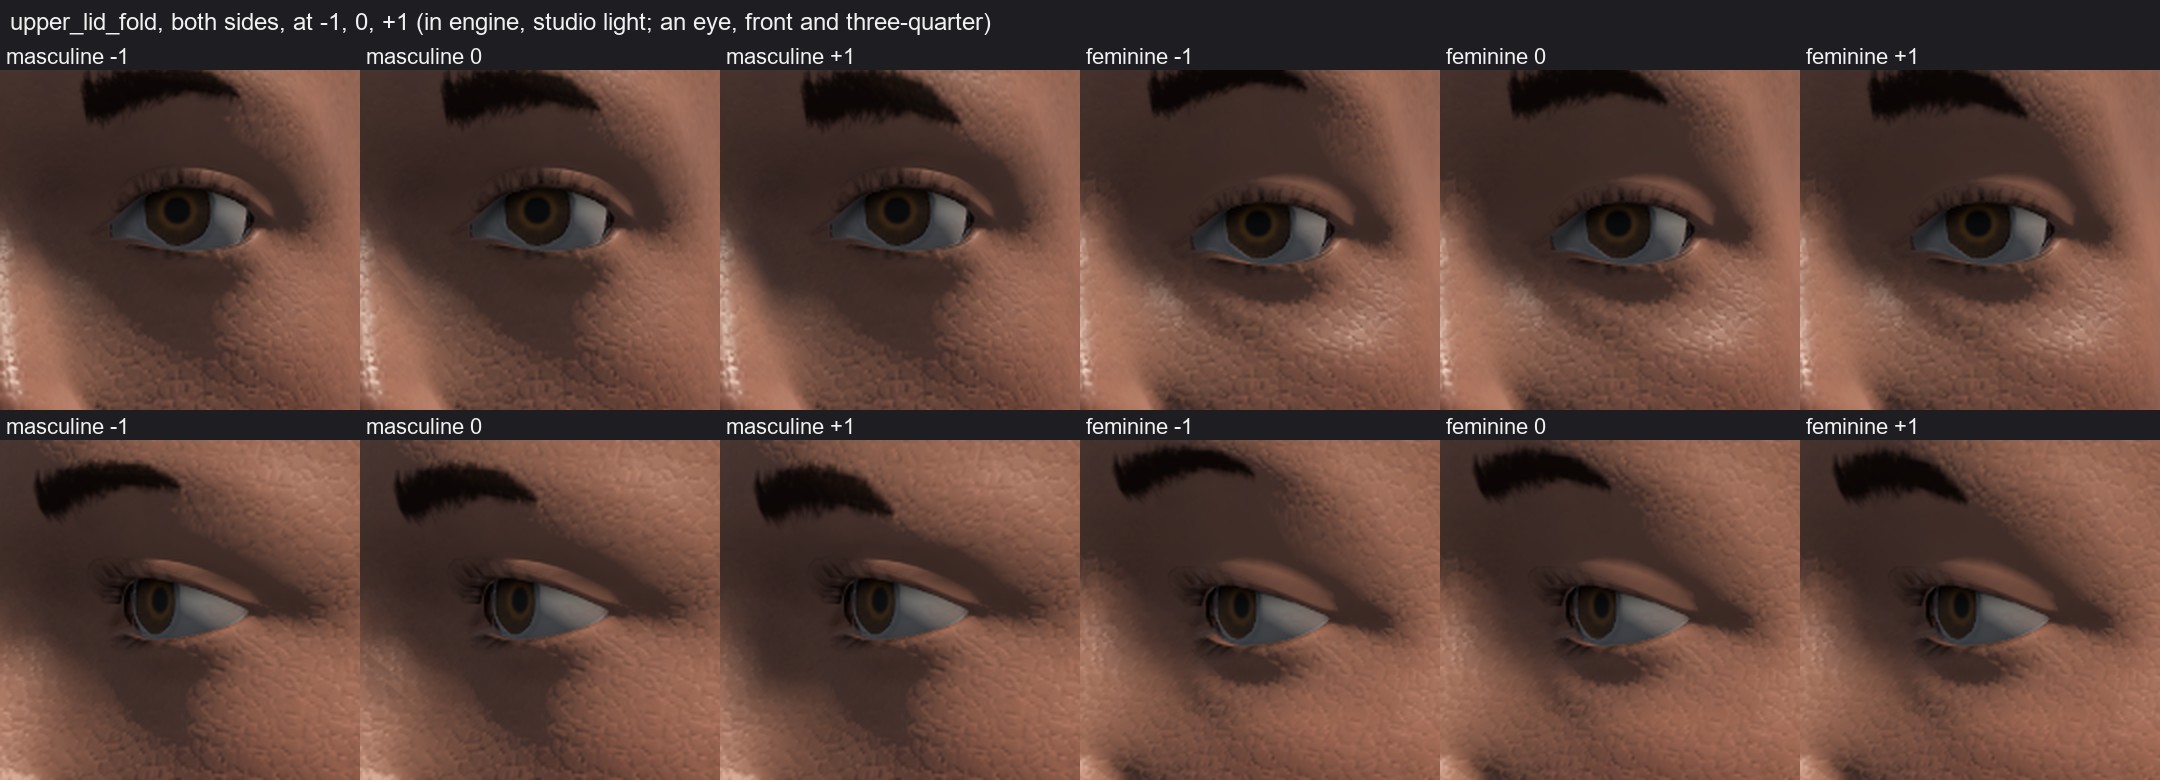 upper_lid_fold, both sides, at -1, 0, +1 (in engine, studio light; an eye, front and three-quarter)
masculine -1
masculine 0
masculine +1
feminine -1
feminine 0
feminine +1
masculine -1
masculine 0
masculine +1
feminine -1
feminine 0
feminine +1